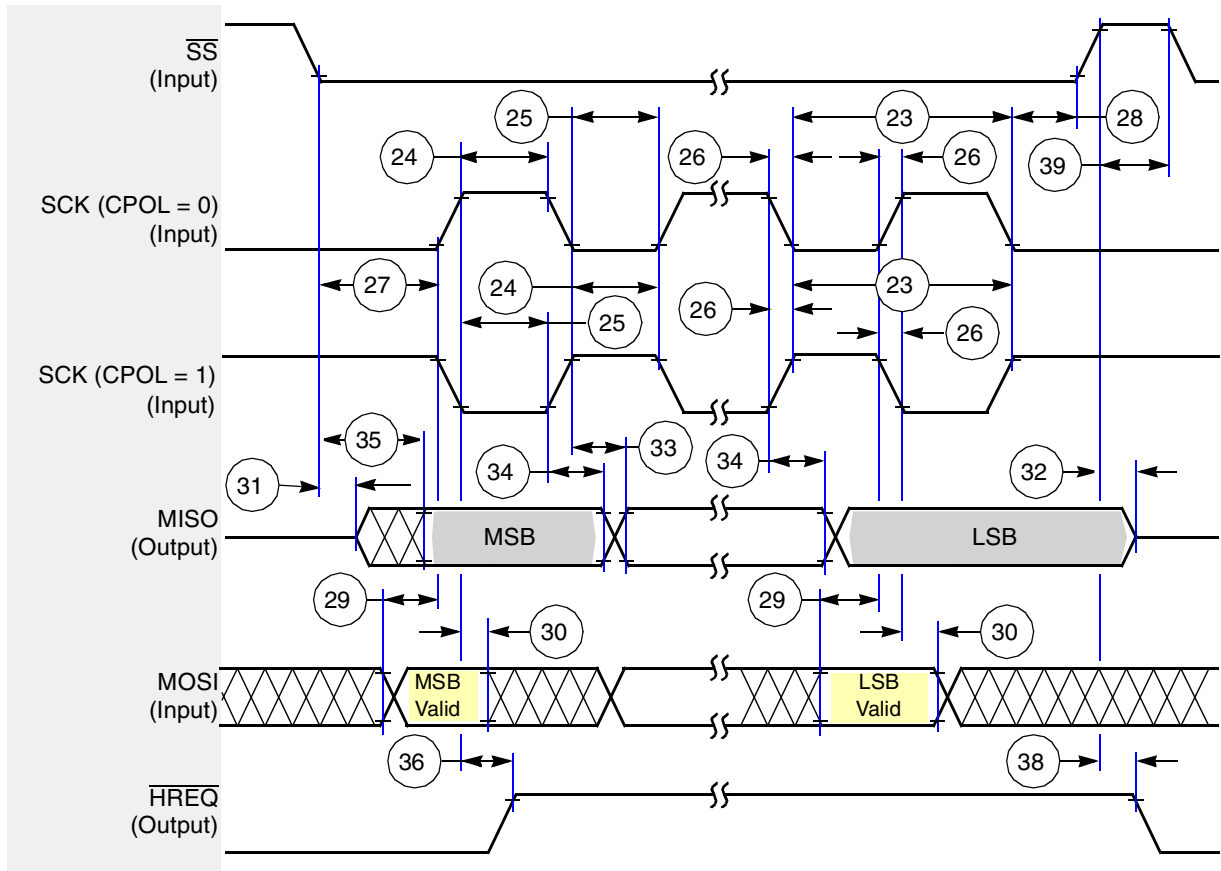 SS
(Input)
25
23
28
24
26
26
39
SCK (CPOL = 0)
(Input)
27
24
23
26
25
26
SCK (CPOL = 1)
(Input)
35
33
34
34
31
32
MISO
(Output)
MSB
LSB
29
29
30
30
MOSI
(Input)
MSB
Valid
LSB
Valid
36
38
HREQ
(Output)